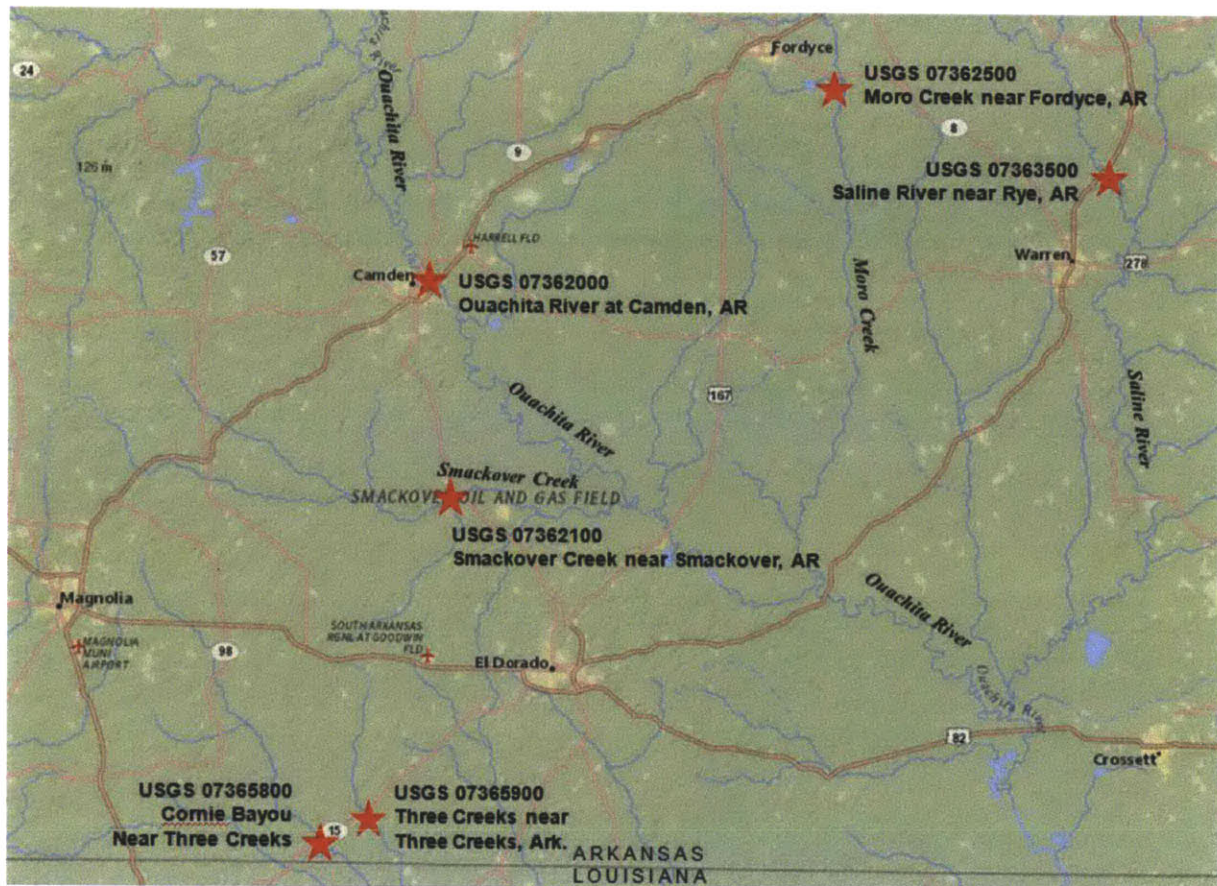 Fordyce
24
Ouachita River
USGS 07362500
Moro Creek near Fordyce, AR
Ouachita River
8
9
126 m
USGS 07363500
Saline River near Rye, AR
HARRELL FLD
57
Warren
278
Camden
USGS 07362000
Ouachita River at Camden, AR
Moro Creek
Saline River
167
Ouachita River
Smackover Creek
SMACKOVER OIL AND GAS FIELD
USGS 07362100
Smackover Creek near Smackover, AR
Magnolia
MAGNOLIA
MUNI
AIRPORT
SOUTH ARKANSAS
RGNL AT GOODWIN
FLD
98
El Dorado
Ouachita River
Ouachita River
82
Crossett
USGS 07365800
Cornie Bayou
Near Three Creeks
15
USGS 07365900
Three Creeks near
Three Creeks, Ark.
ARKANSAS
LOUISIANA